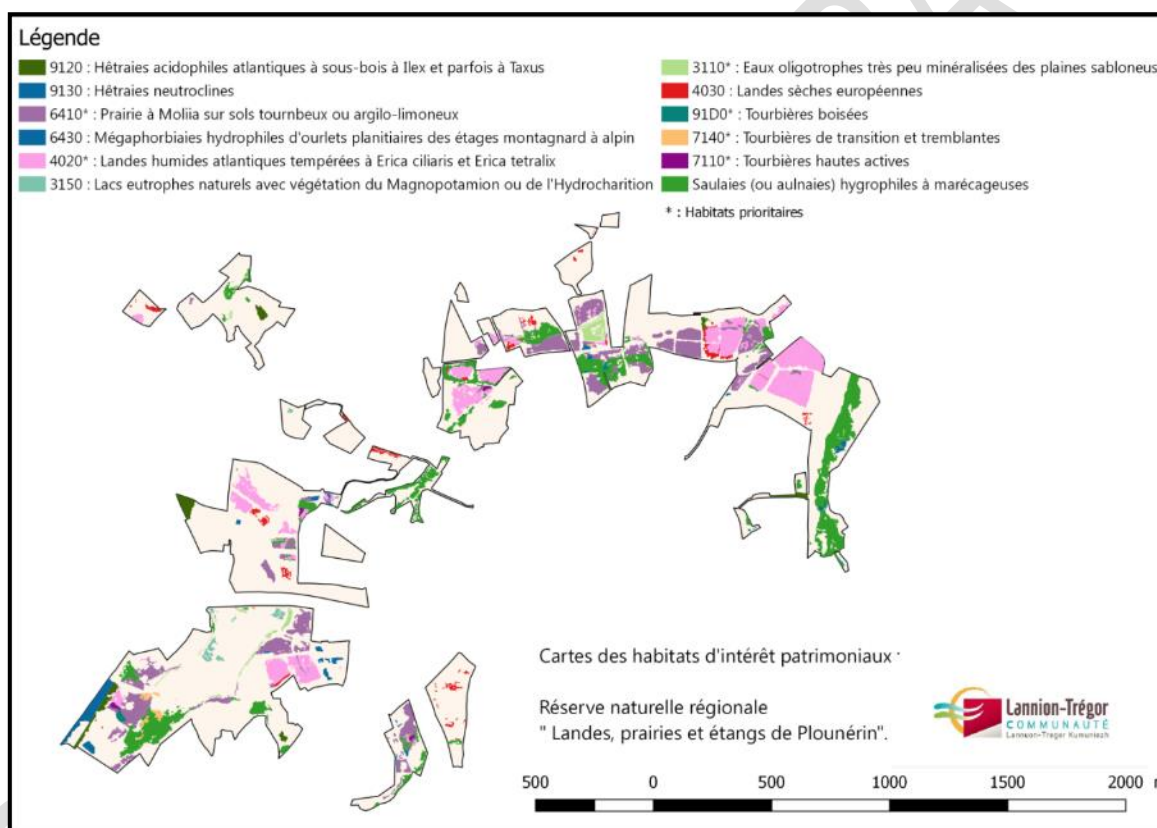 Légende
9120 : Hêtraies acidophiles atlantiques à sous-bois à Ilex et parfois à Taxus
9130 : Hêtraies neutroclines
6410* : Prairie à Moliia sur sols tournbeux ou argilo-limoneux
6430 : Mégaphorbiaies hydrophiles d'ourlets planitiaires des étages montagnard à alpin
4020* : Landes humides atlantiques tempérées à Erica ciliaris et Erica tetralix
3150 : Lacs eutrophes naturels avec végétation du Magnopotamion ou de l'Hydrocharition
3110* : Eaux oligotrophes très peu minéralisées des plaines sabloneus
4030 : Landes sèches européennes
91D0* : Tourbières boisées
7140* : Tourbières de transition et tremblantes
7110* : Tourbières hautes actives
Saulaies (ou aulnaies) hygrophiles à marécageuses
* : Habitats prioritaires
Cartes des habitats d'intérêt patrimoniaux
Réserve naturelle régionale
" Landes, prairies et étangs de Plounérin".
Lannion-Trégor
COMMUNAUTÉ
Lannuon-Treger Kumuniezh
500 0 500 1000 1500 2000